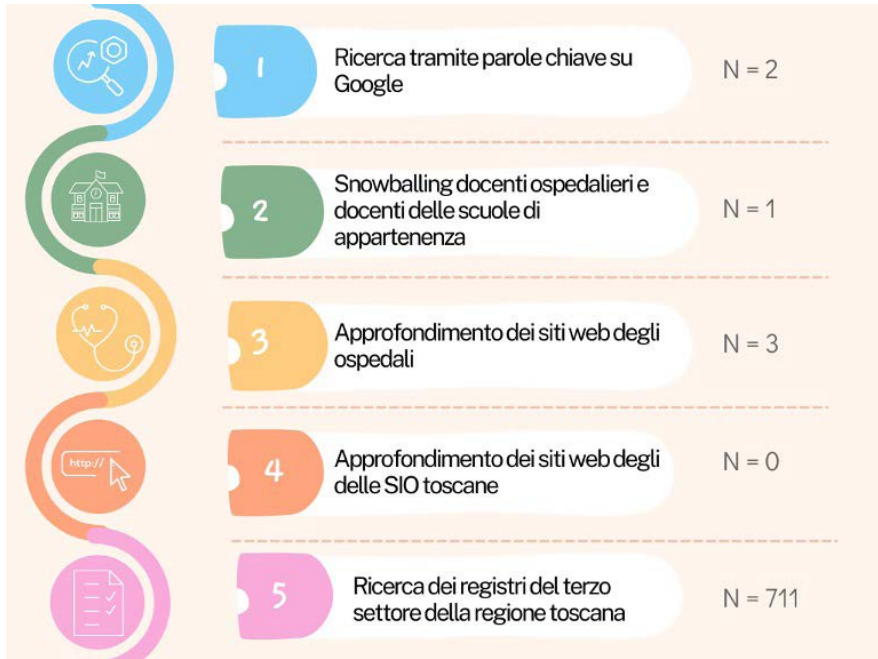 1
Ricerca tramite parole chiave su
Google
N = 2
2
Snowballing docenti ospedalieri e
docenti delle scuole di
appartenenza
N = 1
3
Approfondimento dei siti web degli
ospedali
N = 3
http://
4
Approfondimento dei siti web degli
delle SIO toscane
N = 0
5
Ricerca dei registri del terzo
settore della regione toscana
N = 711